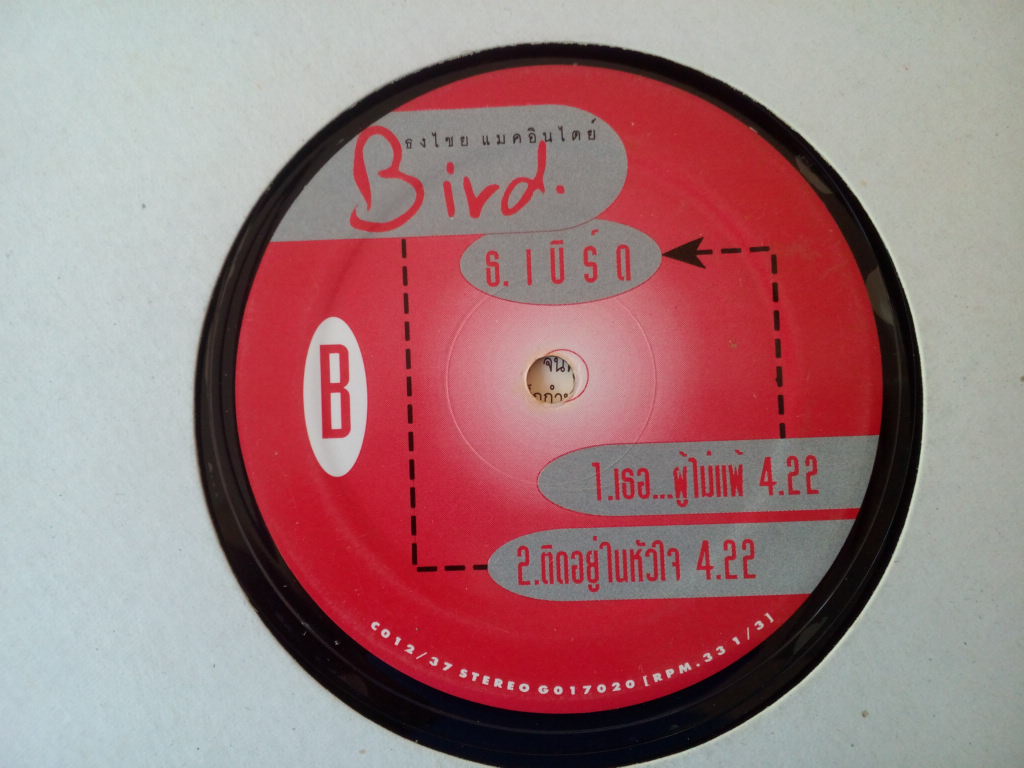 ธงไชย แมคอินไตย์
Bird.
ธ.เบิร์ด
B
จน
1.เธอ...ผู้ไม่แพ้ 4.22
2.ติดอยู่ในหัวใจ 4.22
C012/37 STEREO G017020 [RPM.33 1/3]